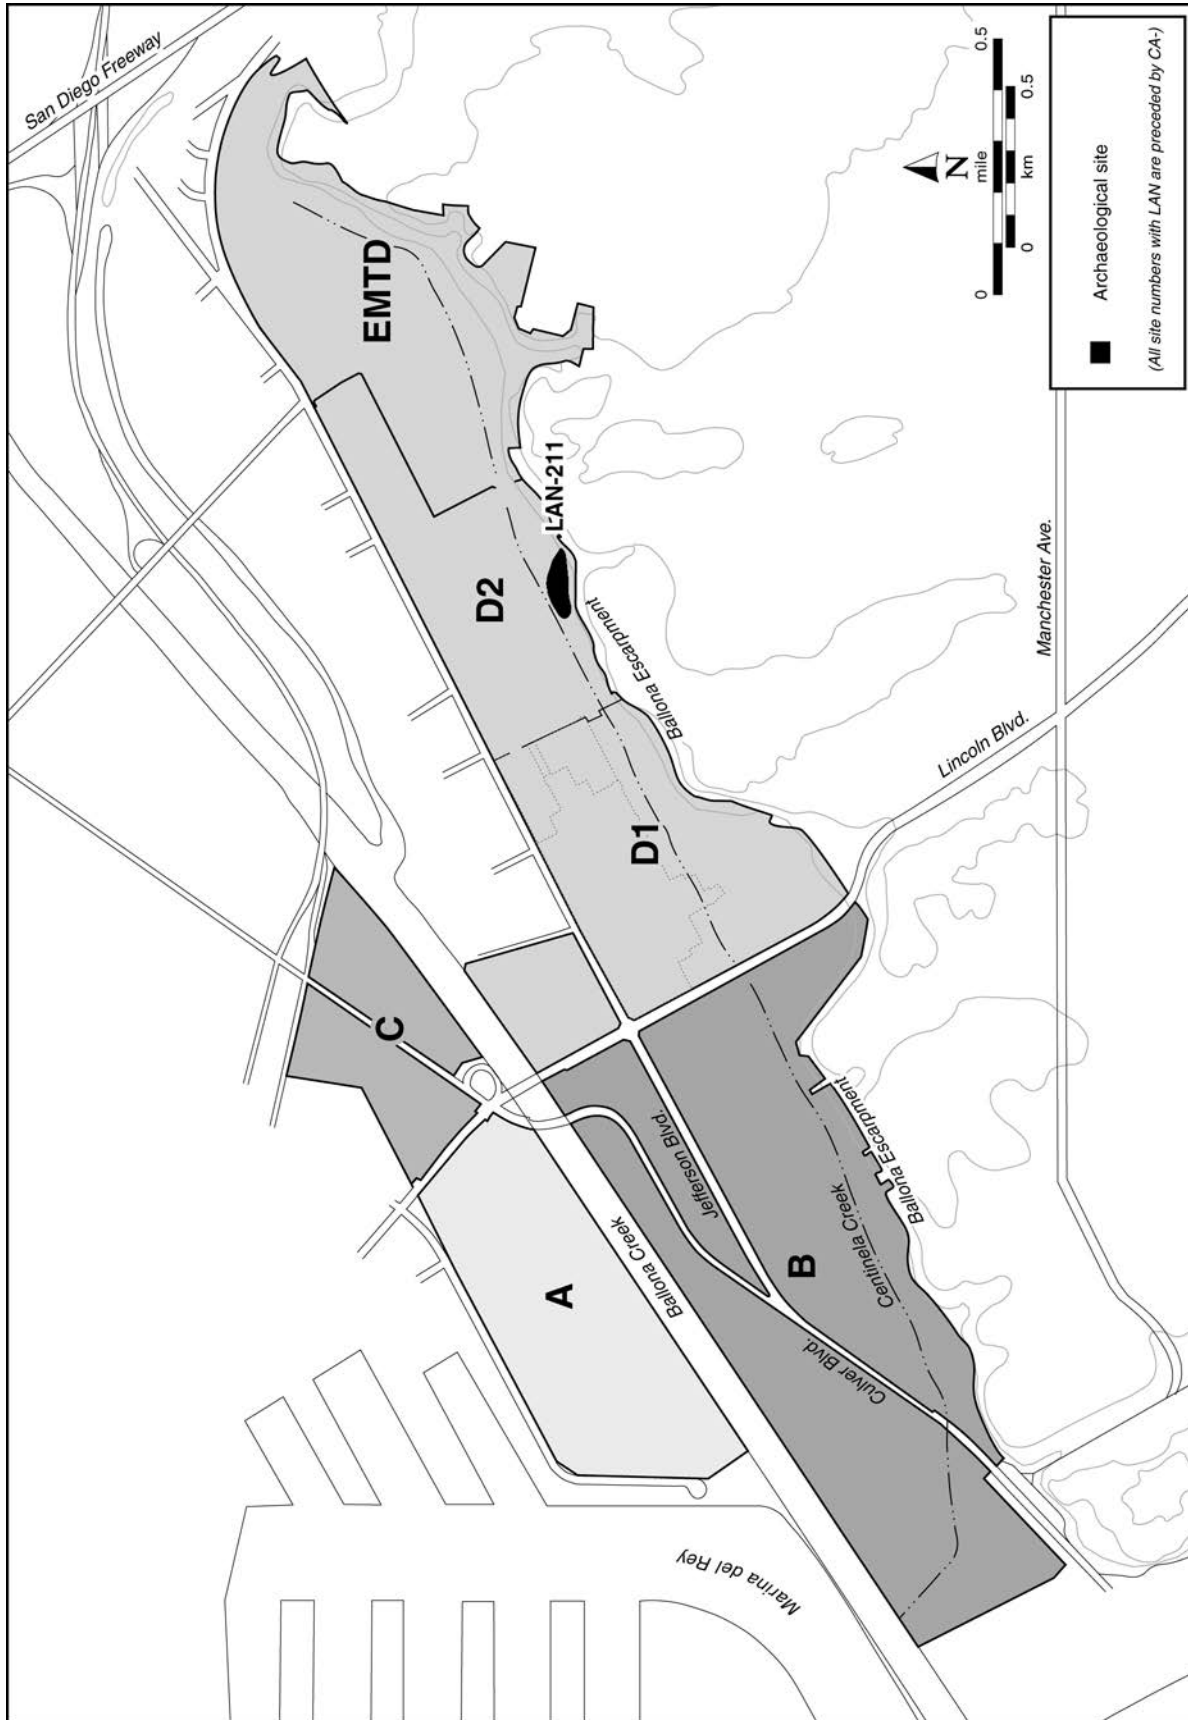 San Diego Freeway
EMTD
C
D2
LAN-211
A
Ballona Creek
Jefferson Blvd.
D1
Ballona Escarpment
Marina del Rey
B
Culver Blvd.
Centinela Creek
Ballona Escarpment
Lincoln Blvd.
Manchester Ave.
N
0 mile 0.5
0 km 0.5
Archaeological site
(All site numbers with LAN are preceded by CA-)